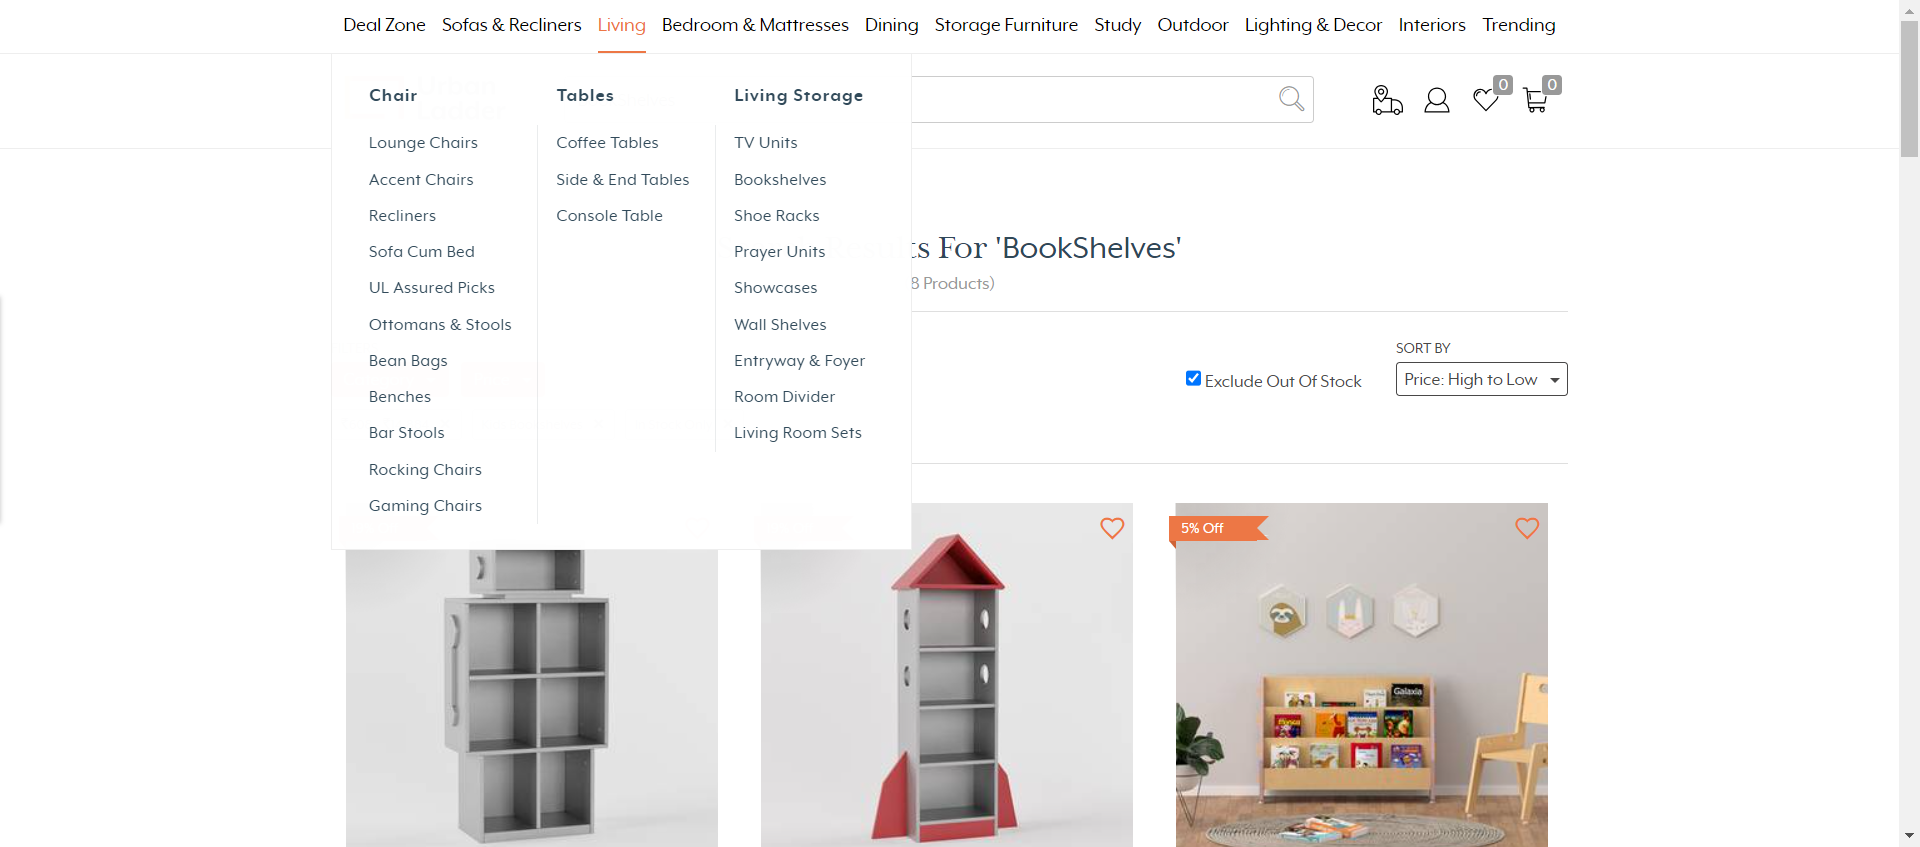 Deal Zone Sofas & Recliners Living Bedroom & Mattresses Dining Storage Furniture Study Outdoor Lighting & Decor Interiors Trending
0 0
Chair
Lounge Chairs
Accent Chairs
Recliners
Sofa Cum Bed
UL Assured Picks
Ottomans & Stools
Bean Bags
Benches
Bar Stools
Rocking Chairs
Gaming Chairs
Tables
Coffee Tables
Side & End Tables
Console Table
Living Storage
TV Units
Bookshelves
Shoe Racks
Prayer Units
Showcases
Wall Shelves
Entryway & Foyer
Room Divider
Living Room Sets
ts For 'BookShelves'
8 Products)
SORT BY
Exclude Out Of Stock Price: High to Low
5% Off
Galaxia